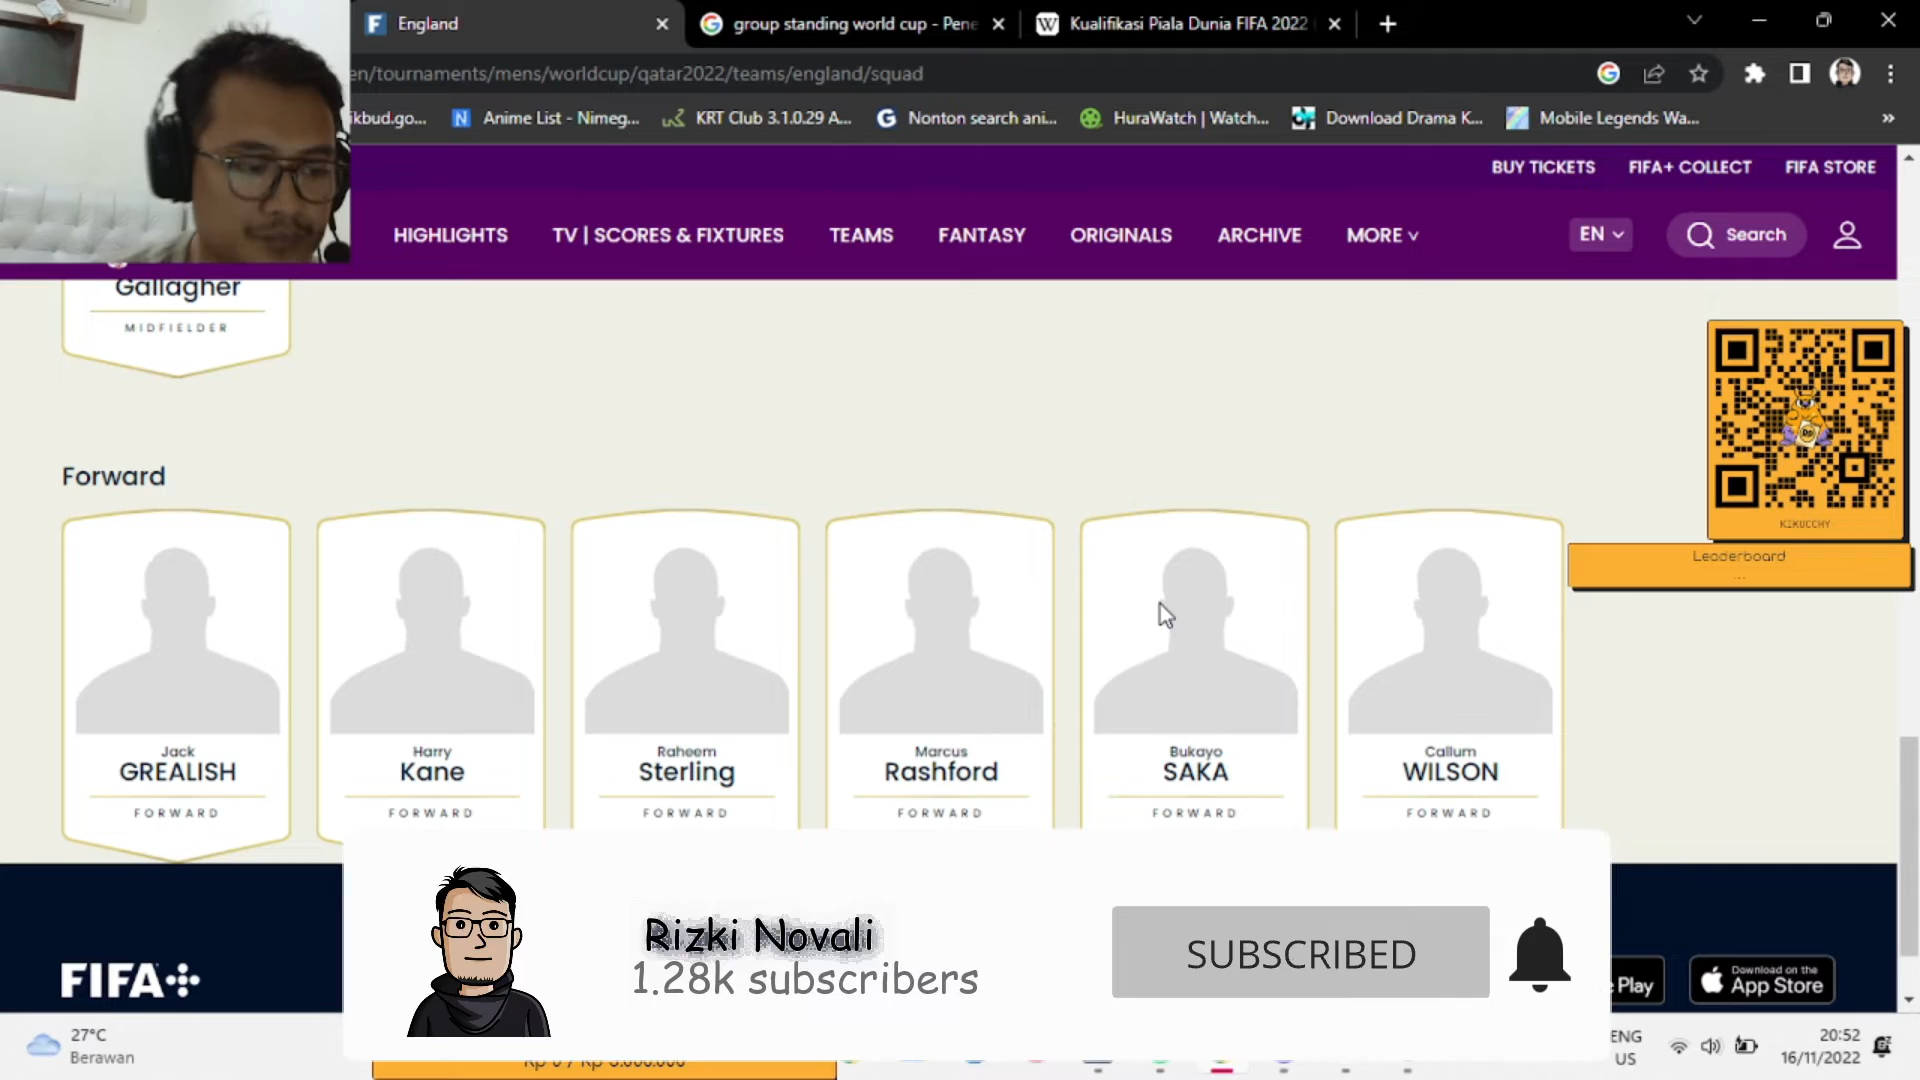 England
group standing world cup - Pene
Kualifikasi Piala Dunia FIFA 2022
en/tournaments/mens/worldcup/qatar2022/teams/england/squad
ikbud.go...
Anime List - Nimeg...
KRT Club 3.1.0.29 A...
Nonton search ani...
HuraWatch | Watch...
Download Drama K...
Mobile Legends Wa...
BUY TICKETS
FIFA+ COLLECT
FIFA STORE
HIGHLIGHTS
TV | SCORES & FIXTURES
TEAMS
FANTASY
ORIGINALS
ARCHIVE
MORE
EN
Search
Gallagher
MIDFIELDER
KIKUCCHY
Leaderboard
...
Forward
Jack
GREALISH
FORWARD
Harry
Kane
FORWARD
Raheem
Sterling
FORWARD
Marcus
Rashford
FORWARD
Bukayo
SAKA
FORWARD
Callum
WILSON
FORWARD
FIFA+
Rizki Novali
1.28k subscribers
SUBSCRIBED
Play
Download on the
App Store
27°C
Berawan
ENG
US
20:52
16/11/2022